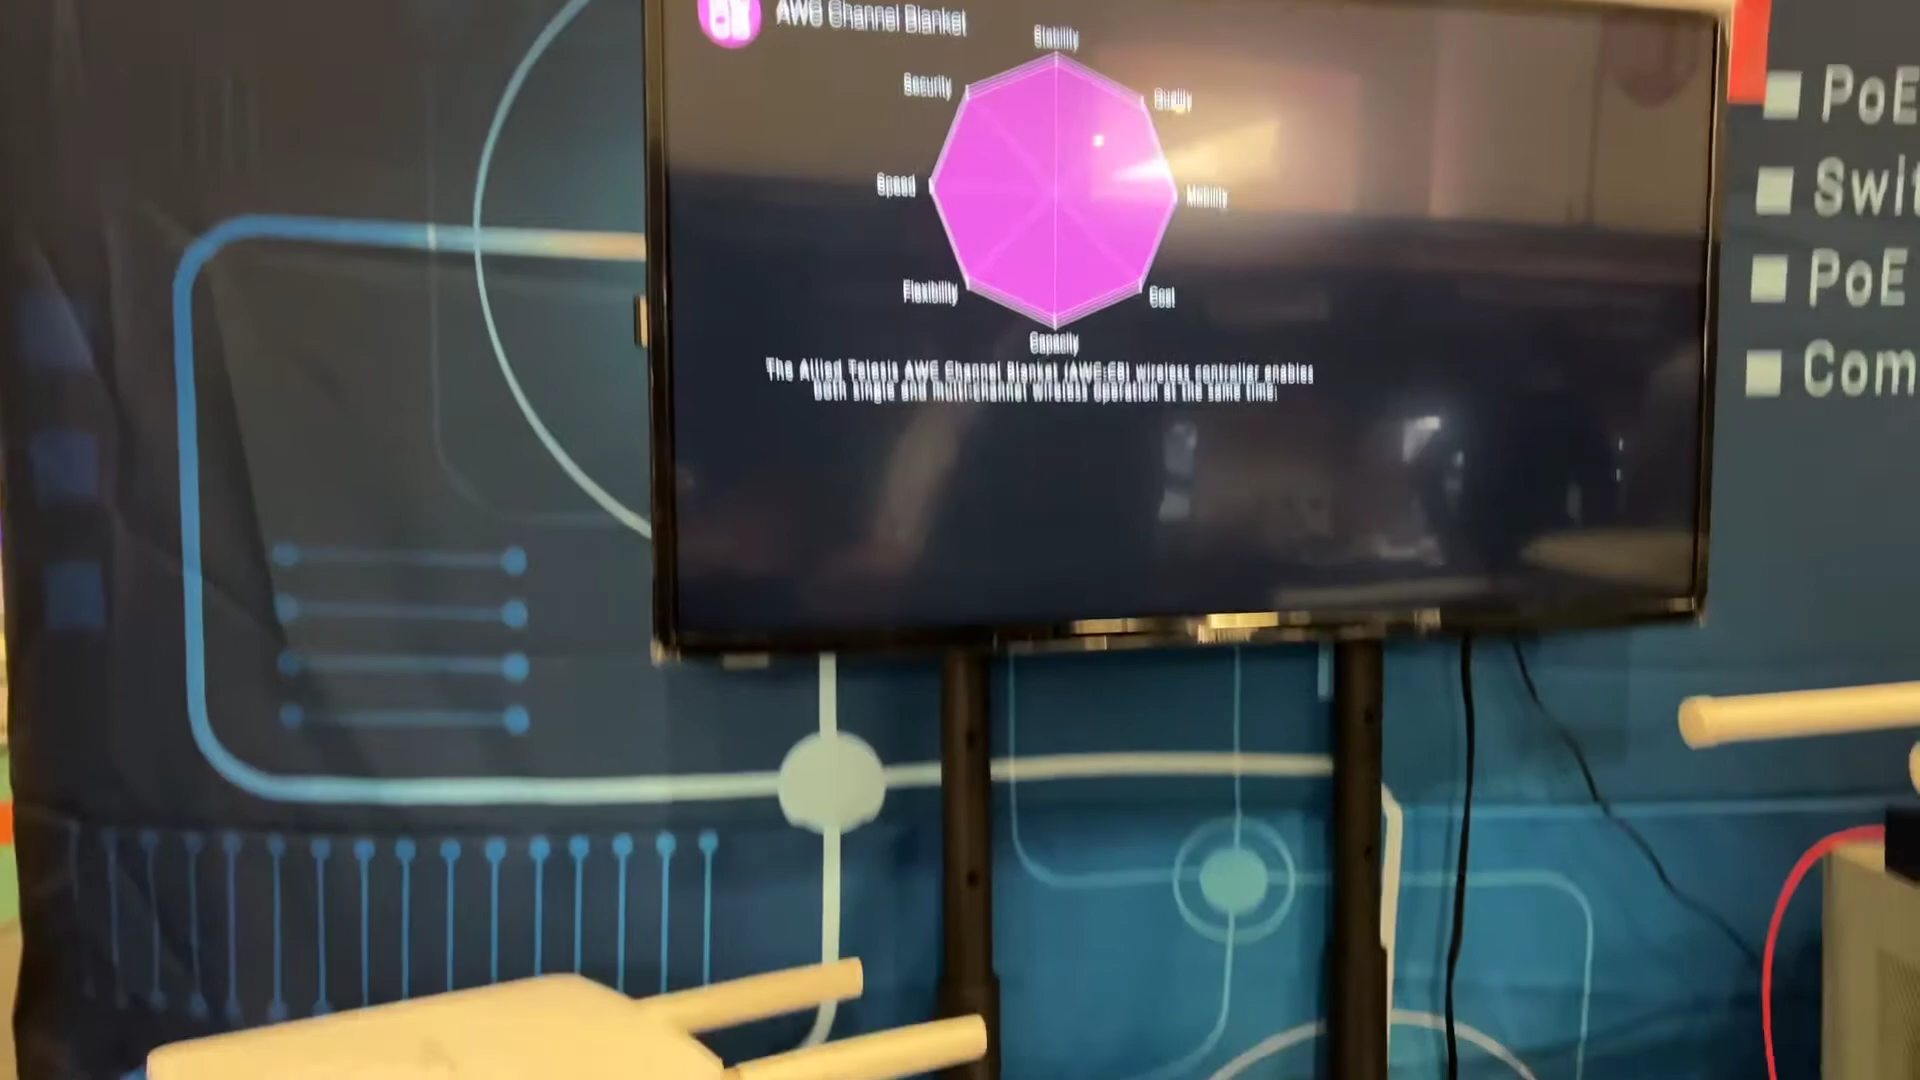 AWC Channel Blanket
Stability
Security
Quality
Speed
Mobility
Flexibility
Cost
Capacity
The Allied Telesis AWC Channel Blanket (AWC-CB) wireless controller enables
both single and multi-channel wireless operation at the same time.
PoE
Swit
PoE
Com